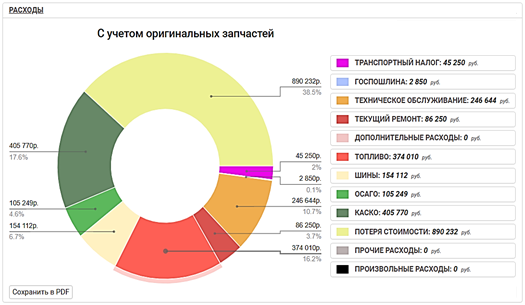 РАСХОДЫ
С учетом оригинальных запчастей
890 232р.
38.5%
405 770р.
17.6%
105 249р.
4.6%
154 112р.
6.7%
45 250р.
2%
2 850р.
0.1%
246 644р.
10.7%
86 250р.
3.7%
374 010р.
16.2%
ТРАНСПОРТНЫЙ НАЛОГ: 45 250 руб.
ГОСПОШЛИНА: 2 850 руб.
ТЕХНИЧЕСКОЕ ОБСЛУЖИВАНИЕ: 246 644 руб.
ТЕКУЩИЙ РЕМОНТ: 86 250 руб.
ДОПОЛНИТЕЛЬНЫЕ РАСХОДЫ: 0 руб.
ТОПЛИВО: 374 010 руб.
ШИНЫ: 154 112 руб.
ОСАГО: 105 249 руб.
КАСКО: 405 770 руб.
ПОТЕРЯ СТОИМОСТИ: 890 232 руб.
ПРОЧИЕ РАСХОДЫ: 0 руб.
ПРОИЗВОЛЬНЫЕ РАСХОДЫ: 0 руб.
Сохранить в PDF